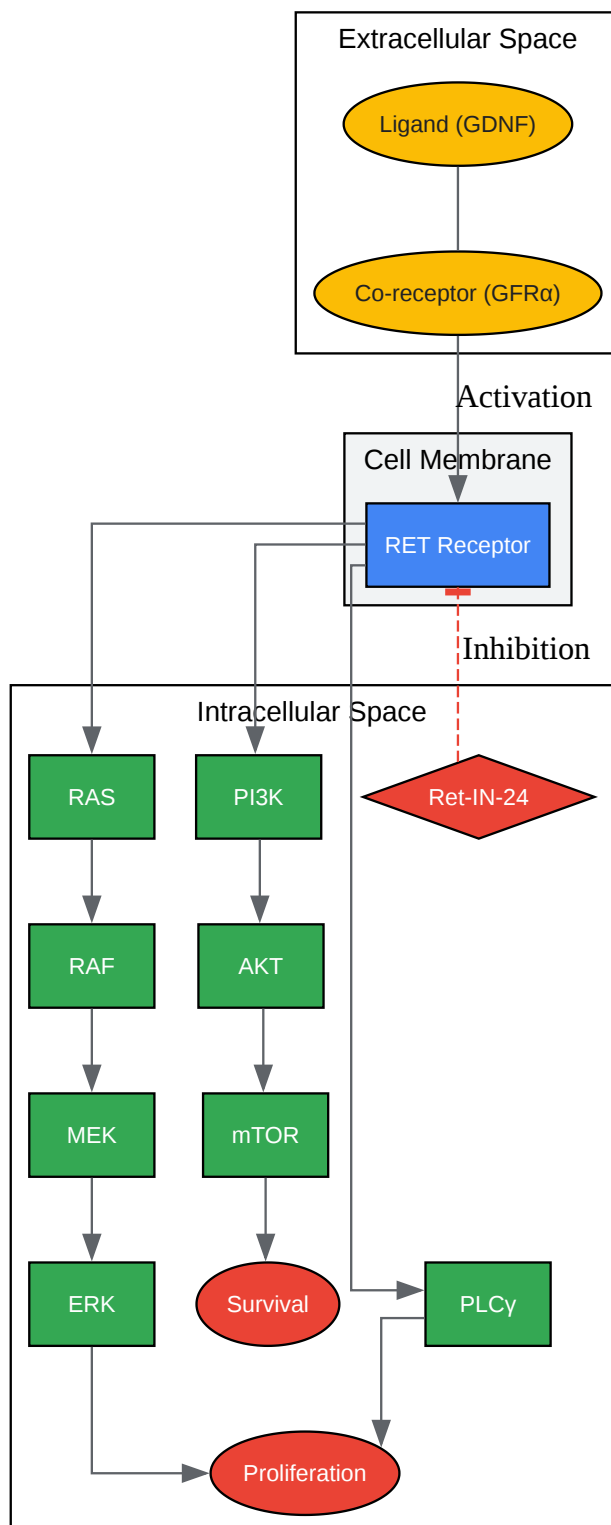 Extracellular Space
Ligand (GDNF)
Co-receptor (GFRα)
Activation
Cell Membrane
RET Receptor
Inhibition
Intracellular Space
RAS
PI3K
Ret-IN-24
RAF
AKT
MEK
mTOR
ERK
Survival
PLCγ
Proliferation